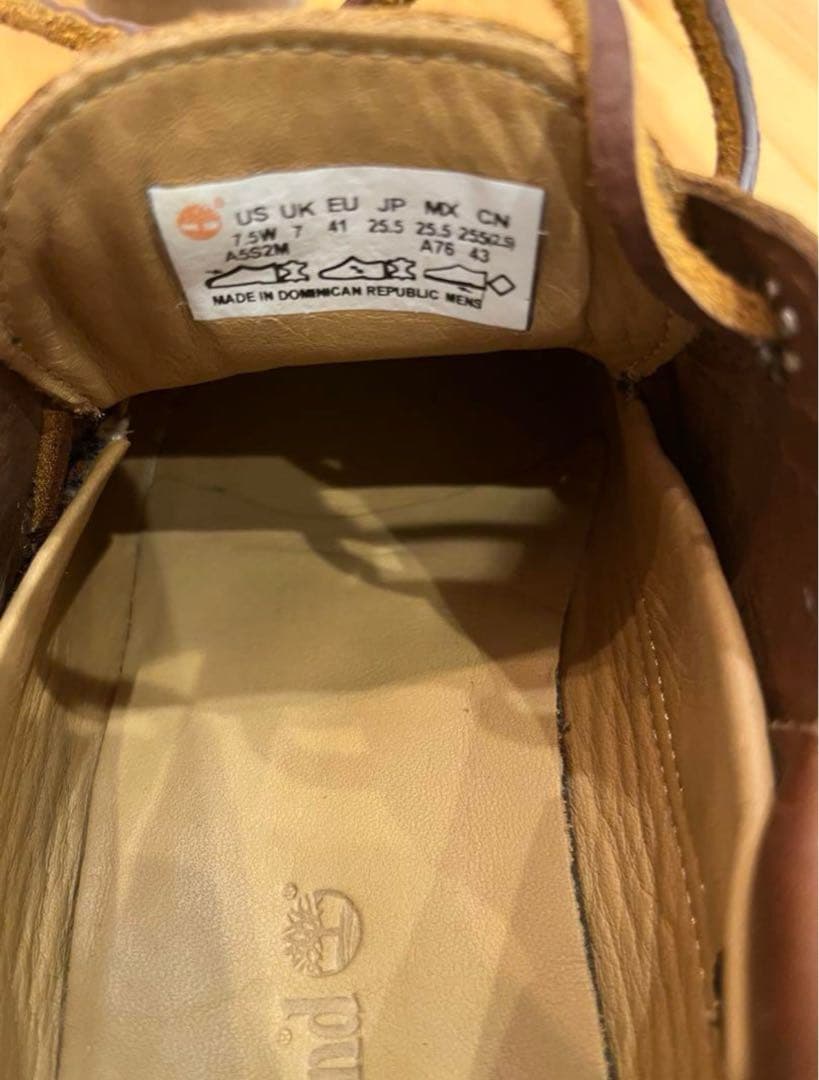 US UK EU JP MX CN
7.5W 7 41 25.5 25.5 255(2.5)
A5S2M A76 43
MADE IN DOMINICAN REPUBLIC MENS
®
nd